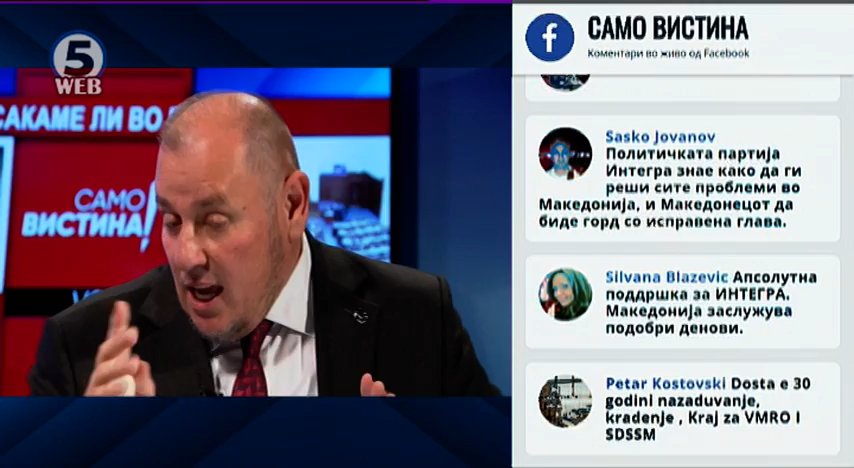 5
WEB
САКАМЕ ЛИ ВО
САМО
ВИСТИНА!
f
САМО ВИСТИНА
Коментари во живо од Facebook
Sasko Jovanov
Политичката партија
Интегра знае како да ги
реши сите проблеми во
Македонија, и Македонецот да
биде горд со исправена глава.
Silvana Blazevic Апсолутна
поддршка за ИНТЕГРА.
Македонија заслужува
подобри денови.
Petar Kostovski Dosta e 30
godini nazaduvanje,
kradenje , Kraj za VMRO I
SDSSM